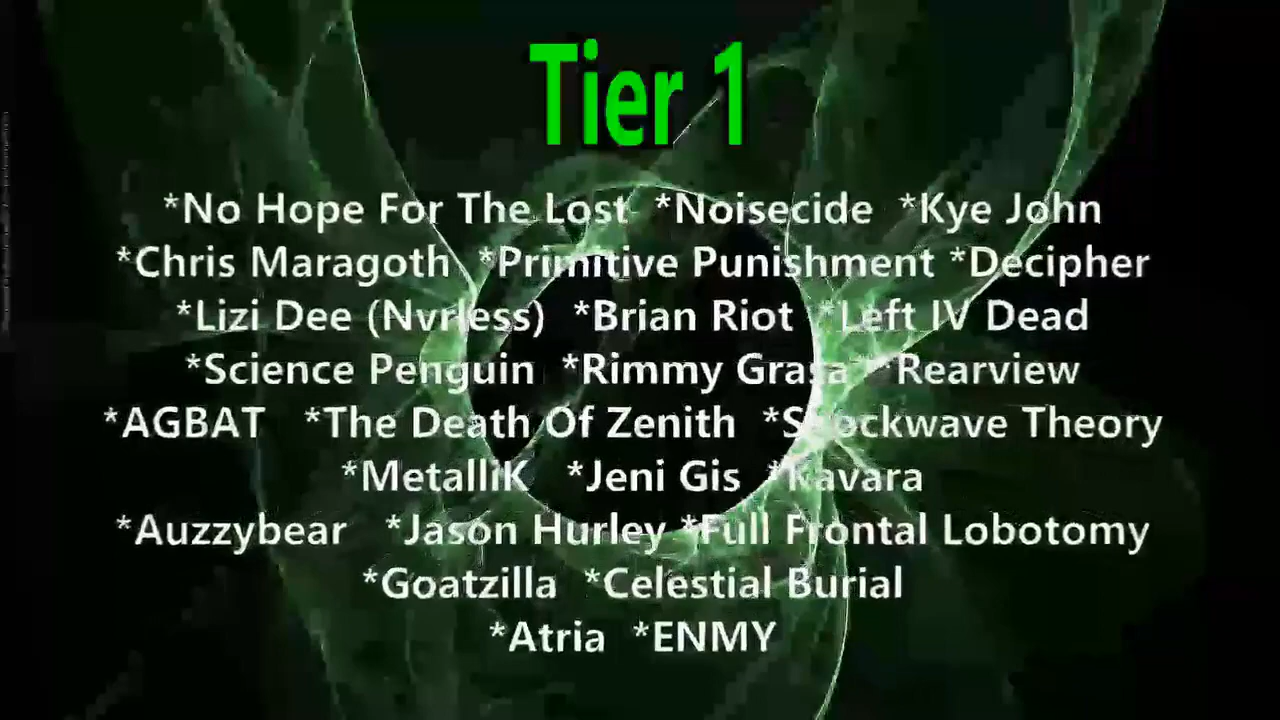 Tier 1
*No Hope For The Lost *Noisecide *Kye John
*Chris Maragoth *Primitive Punishment *Decipher
*Lizi Dee (Nvrless) *Brian Riot *Left IV Dead
*Science Penguin *Rimmy Grasa *Rearview
*AGBAT *The Death Of Zenith *Shockwave Theory
*MetalliK *Jeni Gis *Kavara
*Auzzybear *Jason Hurley *Full Frontal Lobotomy
*Goatzilla *Celestial Burial
*Atria *ENMY